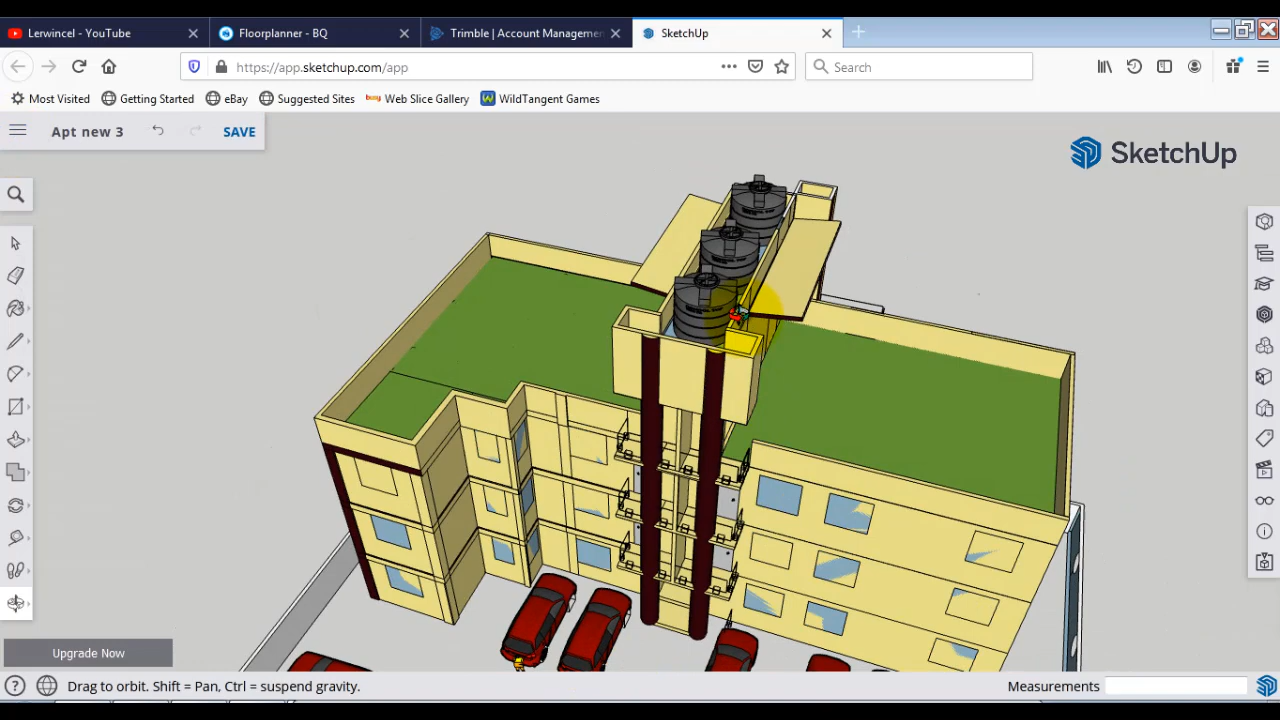 Lerwincel - YouTube
Floorplanner - BQ
Trimble | Account Managemen
SketchUp
https://app.sketchup.com/app
Search
Most Visited
Getting Started
eBay
Suggested Sites
busy Web Slice Gallery
WildTangent Games
Apt new 3
SAVE
SketchUp
Upgrade Now
Drag to orbit. Shift = Pan, Ctrl = suspend gravity.
Measurements